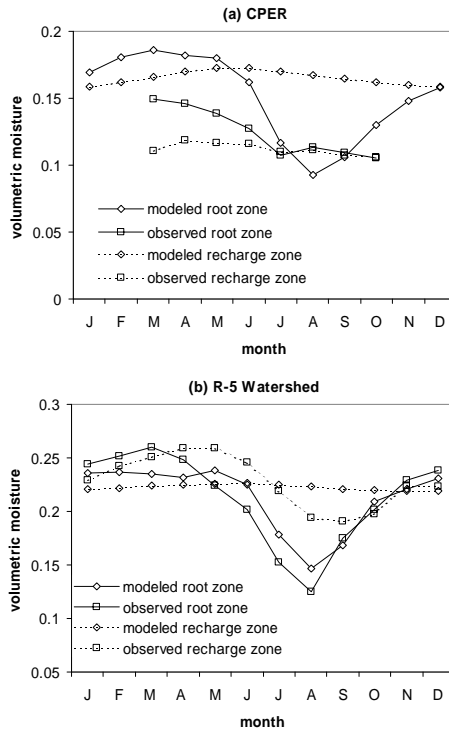 (a) CPER
0.2
0.15
0.1
0.05
0
volumetric moisture
modeled root zone
observed root zone
modeled recharge zone
observed recharge zone
J F M A M J J A S O N D
month
(b) R-5 Watershed
0.3
0.25
0.2
0.15
0.1
0.05
volumetric moisture
modeled root zone
observed root zone
modeled recharge zone
observed recharge zone
J F M A M J J A S O N D
month